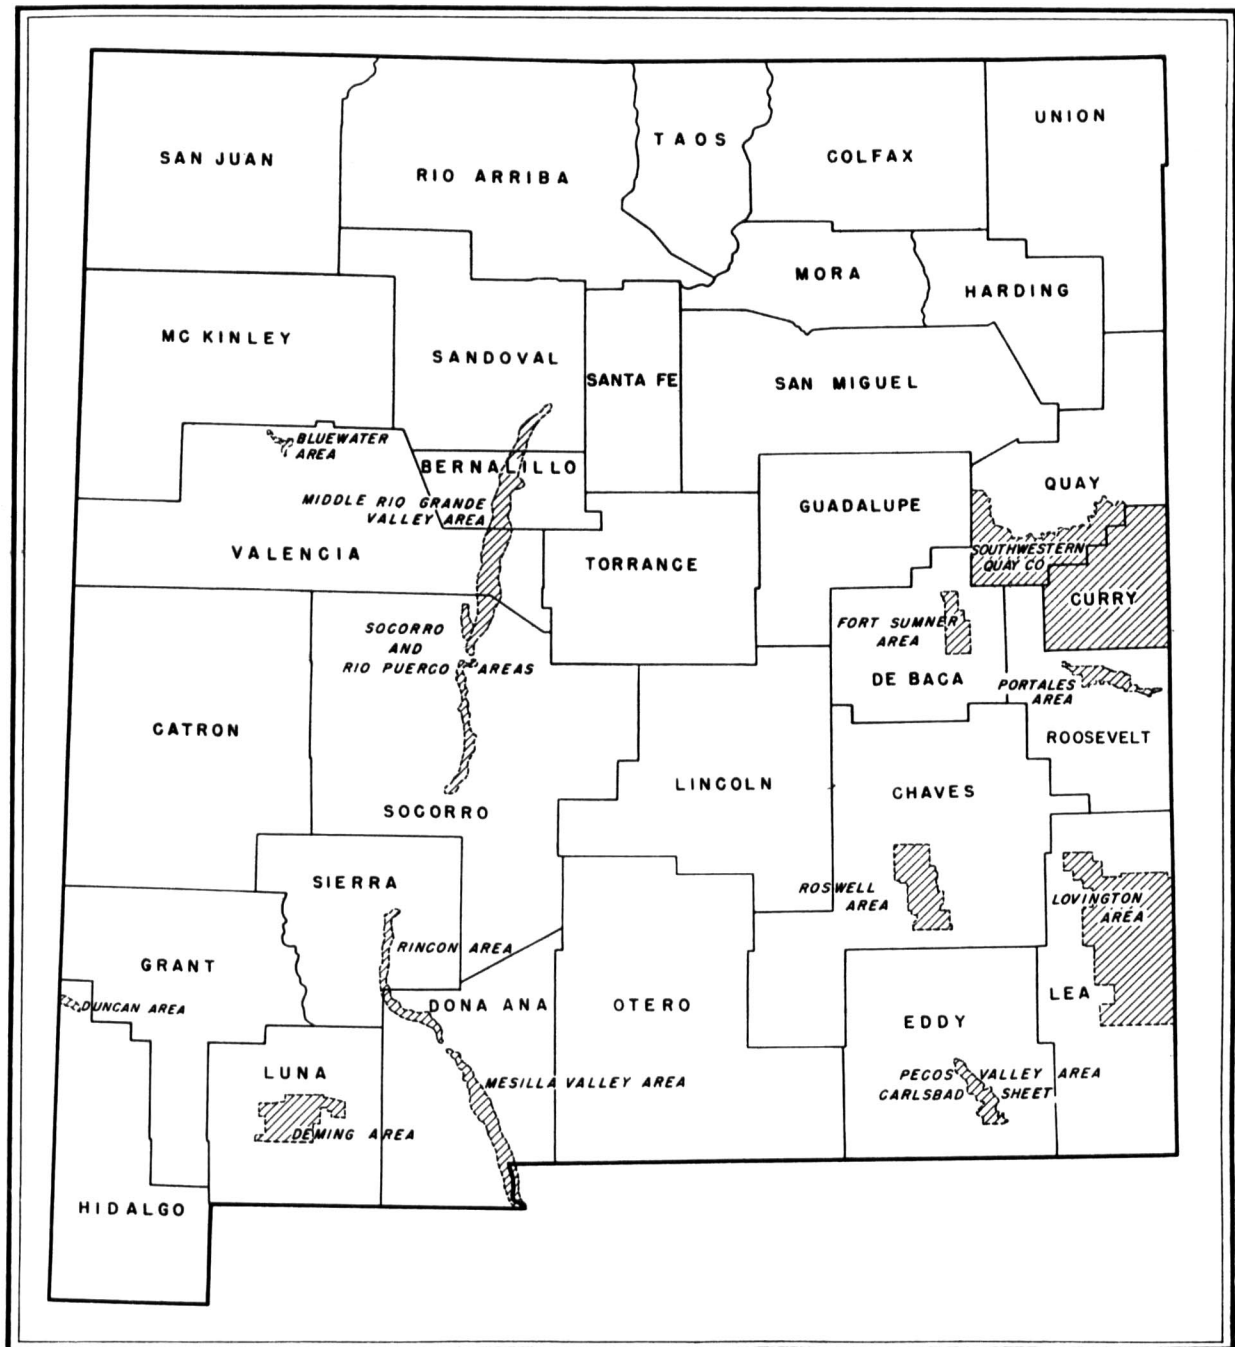 UNION
TAOS
COLFAX
SAN JUAN
RIO ARRIBA
MORA
HARDING
MC KINLEY
SANDOVAL
SANTA FE
SAN MIGUEL
BLUEWATER
AREA
BERNALILLO
QUAY
MIDDLE RIO GRANDE
VALLEY AREA
GUADALUPE
VALENCIA
TORRANCE
SOUTHWESTERN
QUAY CO
CURRY
SOCORRO
AND
RIO PUERCO AREAS
FORT SUMNER
AREA
DE BACA
PORTALES
AREA
CATRON
ROOSEVELT
LINCOLN
CHAVES
SOCORRO
SIERRA
ROSWELL
AREA
LOVINGTON
AREA
RINCON AREA
GRANT
DUNCAN AREA
DONA ANA
OTERO
LEA
EDDY
LUNA
MESILLA VALLEY AREA
PECOS VALLEY AREA
CARLSBAD SHEET
DEMING AREA
HIDALGO